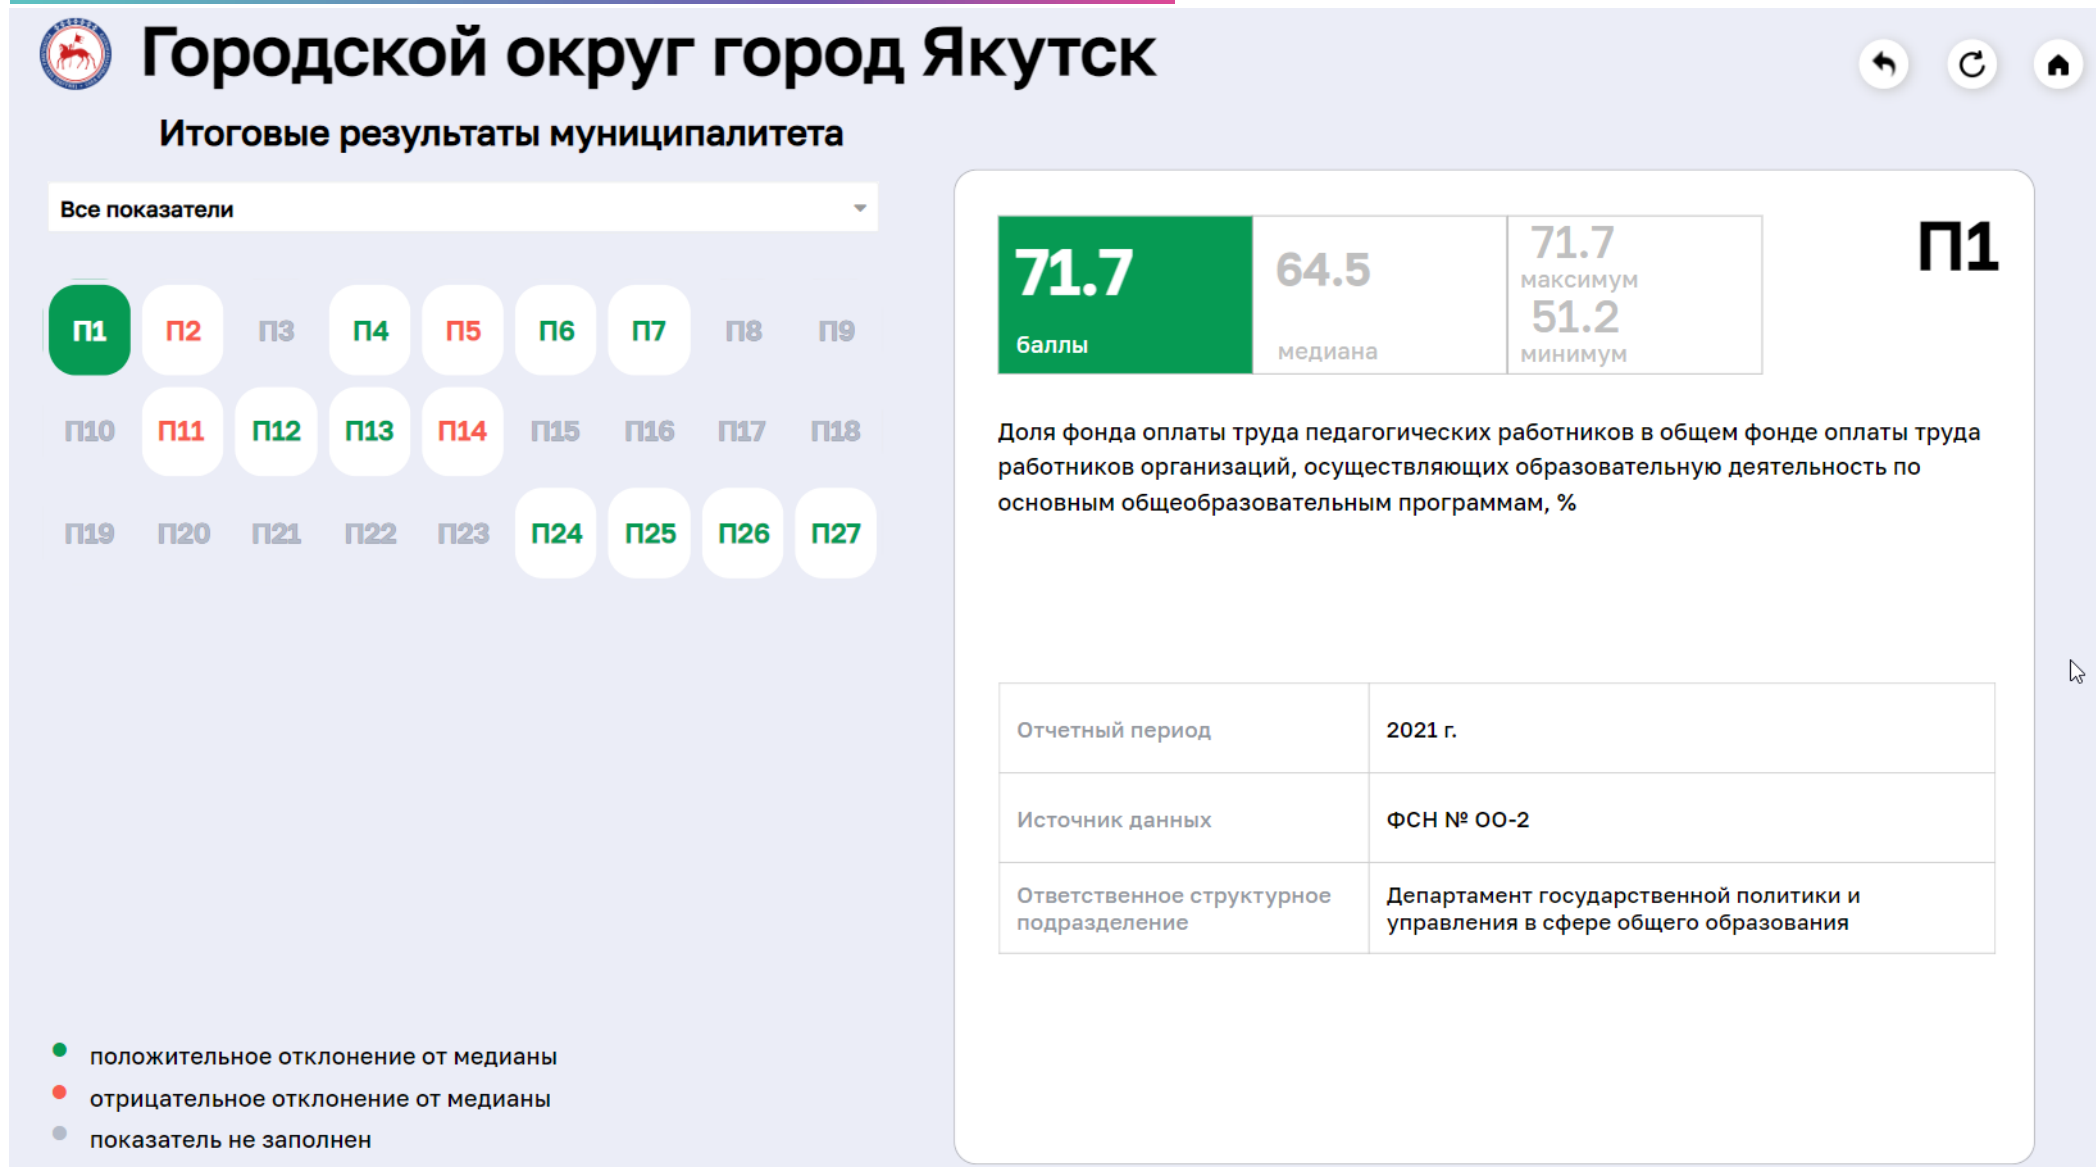 Городской округ город Якутск
Итоговые результаты муниципалитета
Все показатели
П1 П2 П3 П4 П5 П6 П7 П8 П9
П10 П11 П12 П13 П14 П15 П16 П17 П18
П19 П20 П21 П22 П23 П24 П25 П26 П27
положительное отклонение от медианы
отрицательное отклонение от медианы
показатель не заполнен
71.7
баллы
64.5
медиана
71.7
максимум
51.2
минимум
П1
Доля фонда оплаты труда педагогических работников в общем фонде оплаты труда
работников организаций, осуществляющих образовательную деятельность по
основным общеобразовательным программам, %
Отчетный период
2021 г.
Источник данных
ФСН № ОО-2
Ответственное структурное
подразделение
Департамент государственной политики и
управления в сфере общего образования